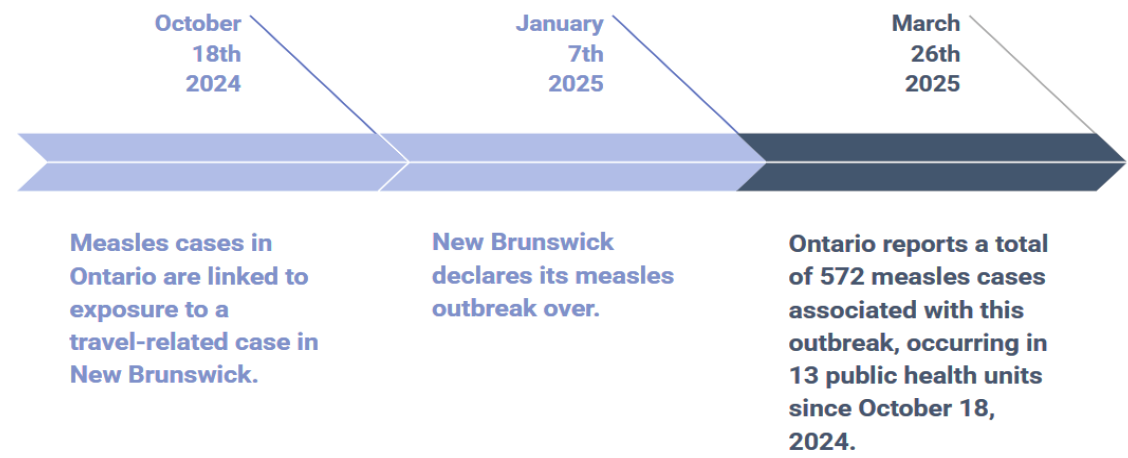 October
18th
2024
January
7th
2025
March
26th
2025
Measles cases in
Ontario are linked to
exposure to a
travel-related case in
New Brunswick.
New Brunswick
declares its measles
outbreak over.
Ontario reports a total
of 572 measles cases
associated with this
outbreak, occurring in
13 public health units
since October 18,
2024.